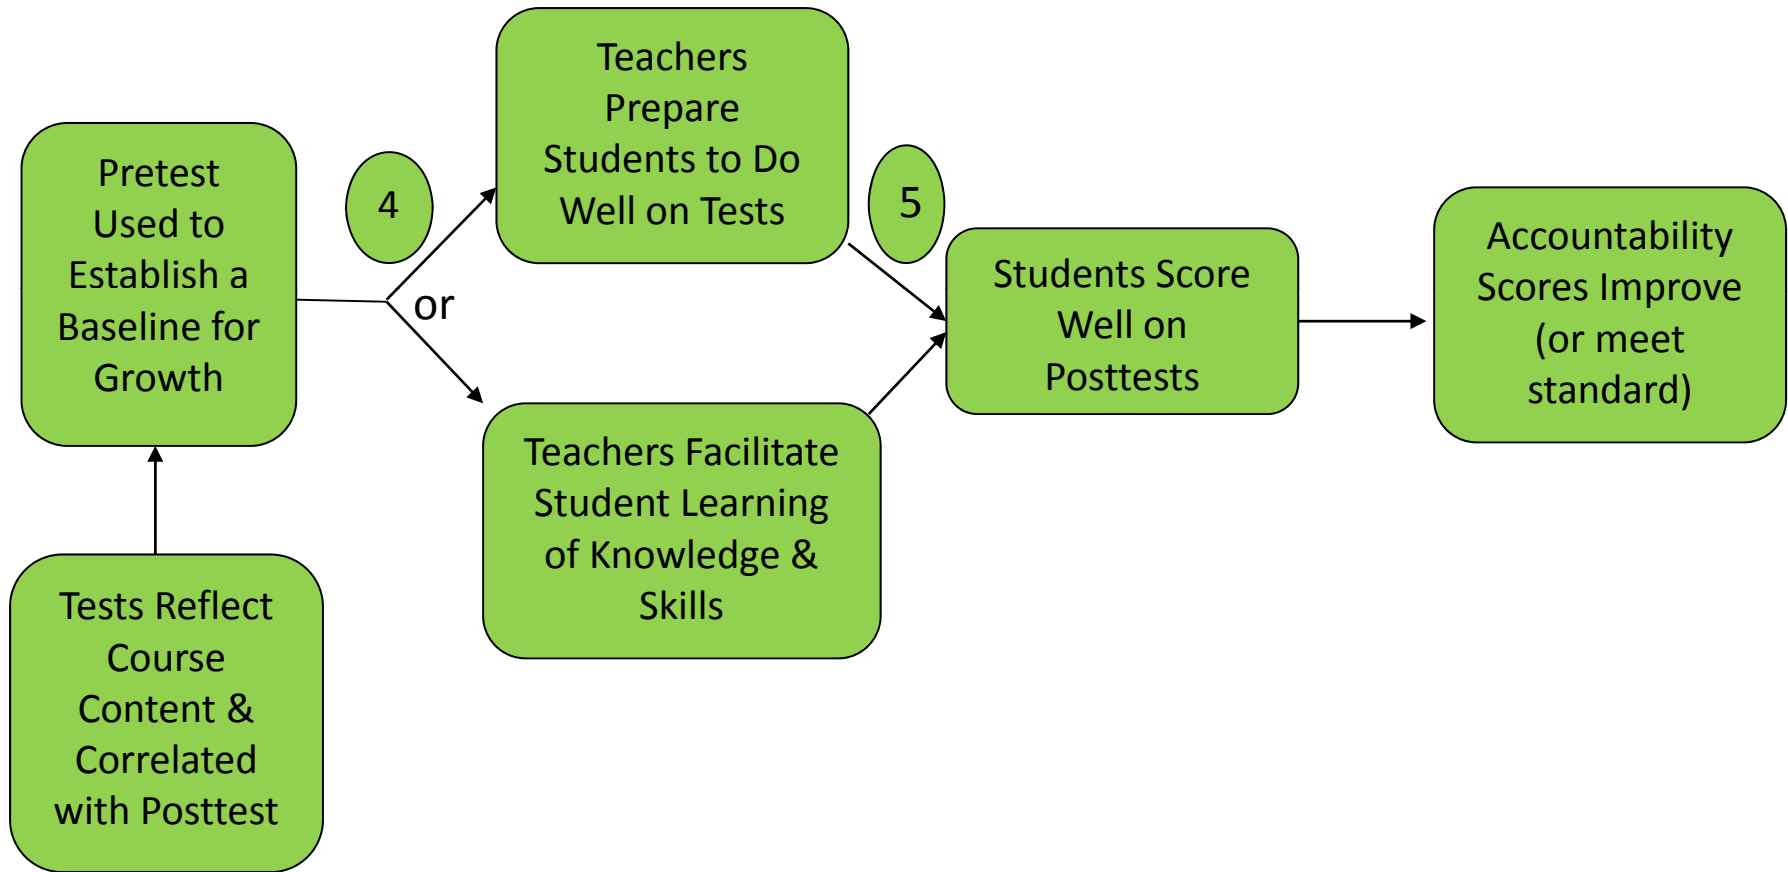 Pretest
Used to
Establish a
Baseline for
Growth
Tests Reflect
Course
Content &
Correlated
with Posttest
4
or
Teachers
Prepare
Students to Do
Well on Tests
Teachers Facilitate
Student Learning
of Knowledge &
Skills
5
Students Score
Well on
Posttests
Accountability
Scores Improve
(or meet
standard)